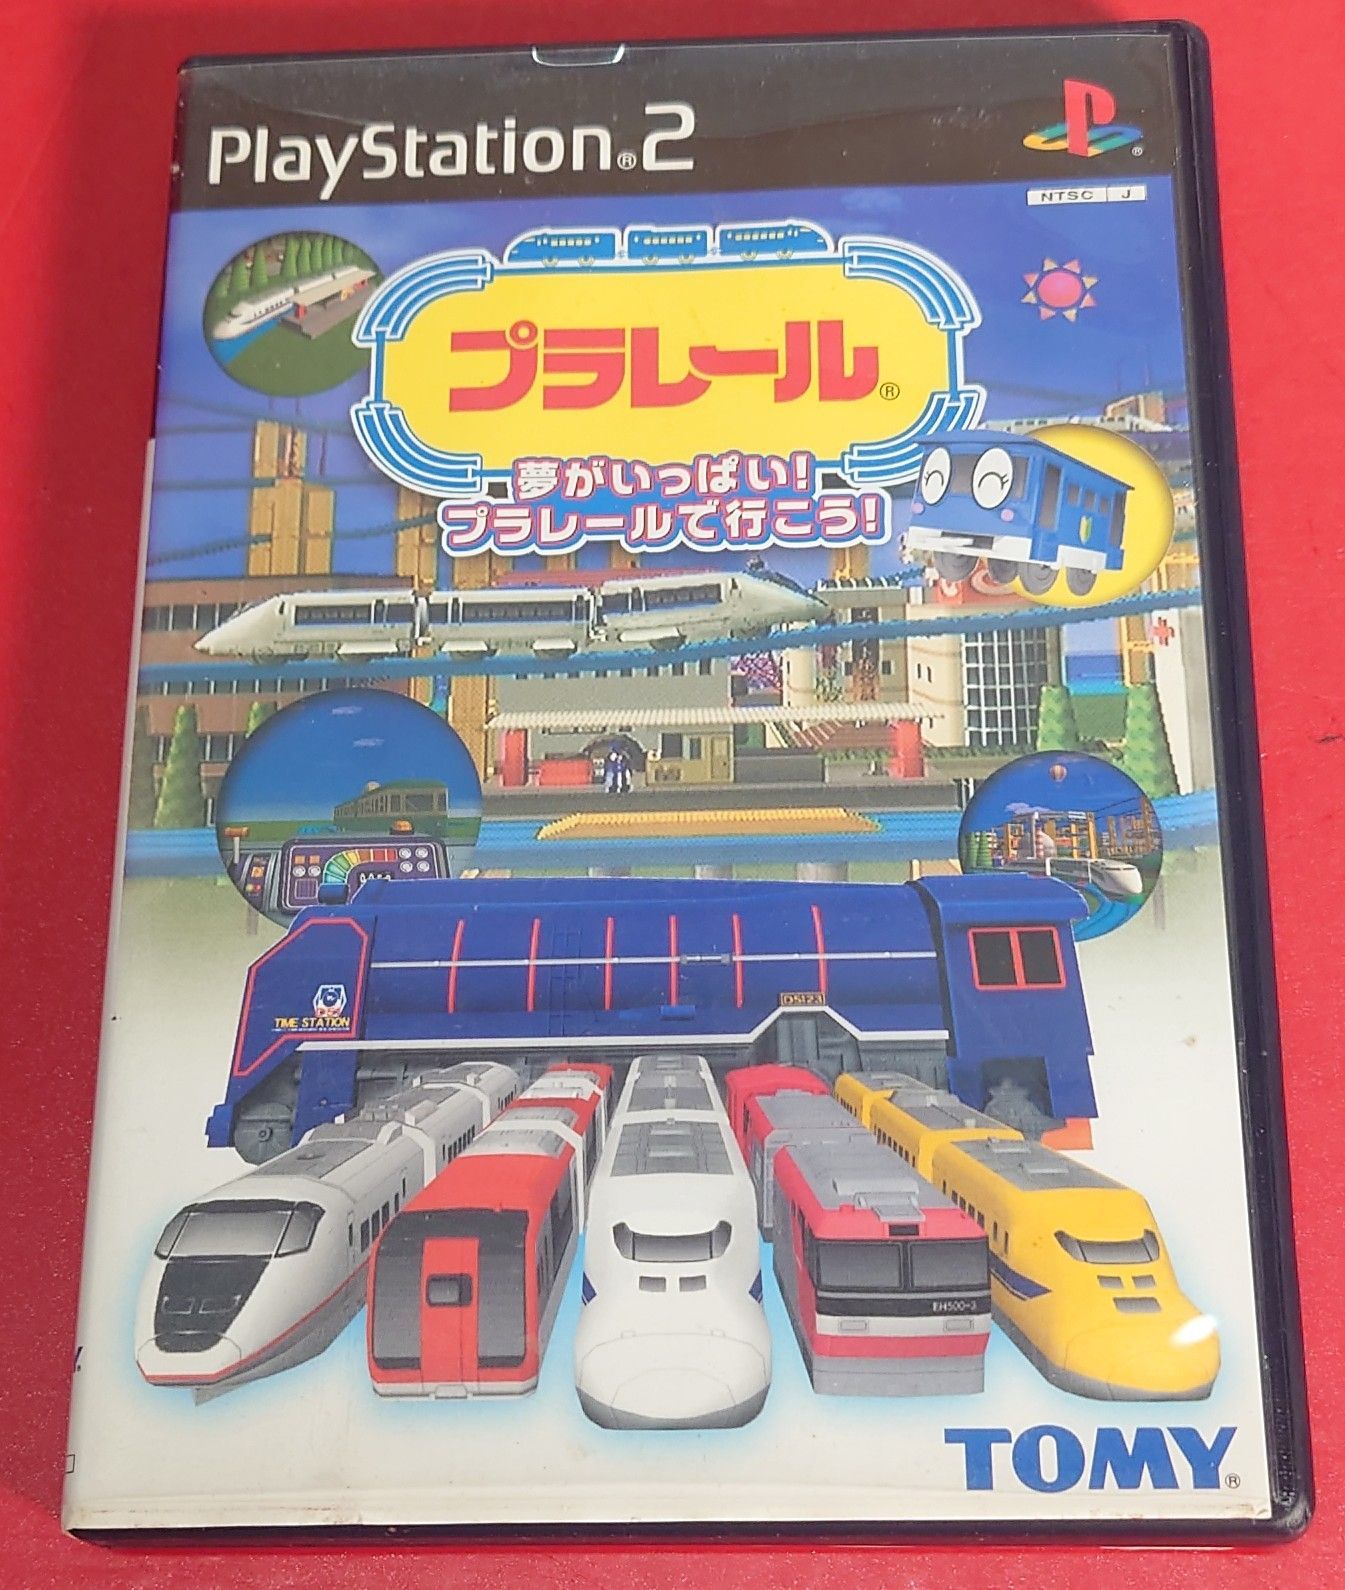 PlayStation®2
NTSC J
プラレール®
夢がいっぱい!
プラレールで行こう!
TIME STATION
D5123
EH500-3
TOMY®